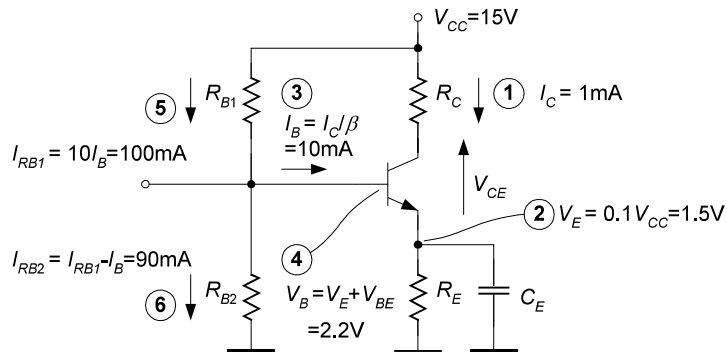 V_CC = 15V
5
R_B1
3
R_C
1
I_C = 1mA
I_B = I_C/β
=10mA
I_RB1 = 10I_B=100mA
V_CE
2
V_E = 0.1V_CC=1.5V
4
I_RB2 = I_RB1-I_B=90mA
6
R_B2
V_B=V_E+V_BE
=2.2V
R_E
C_E